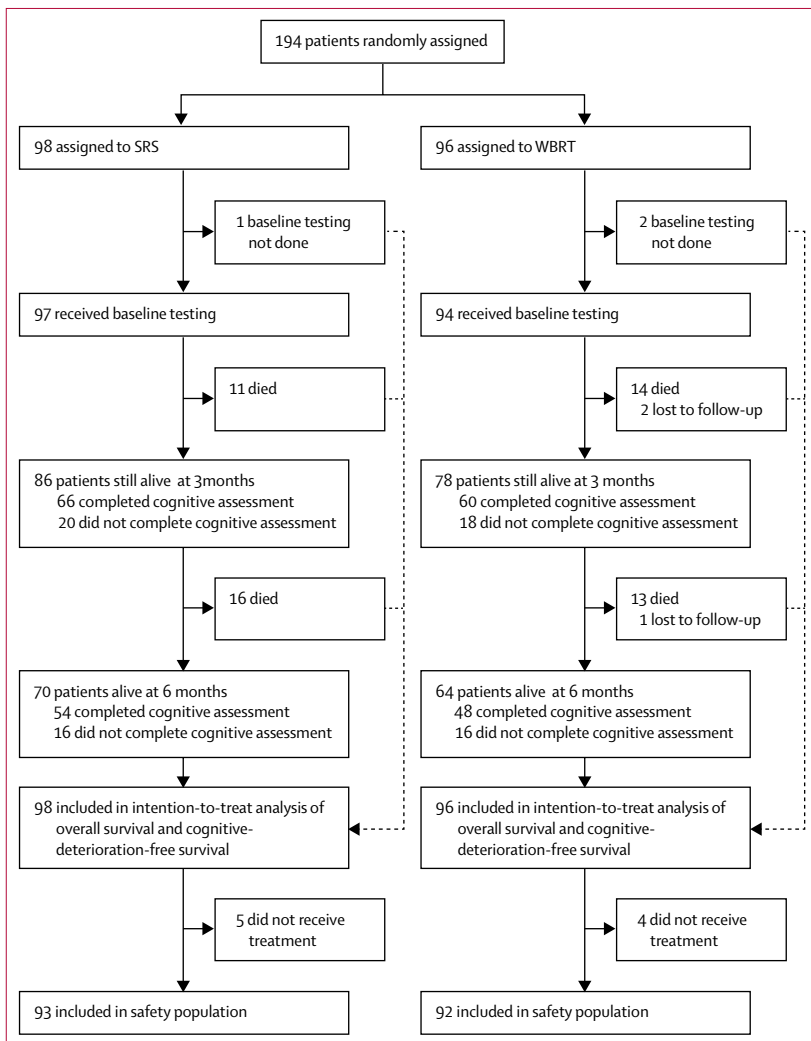 194 patients randomly assigned
98 assigned to SRS
96 assigned to WBRT
1 baseline testing
not done
2 baseline testing
not done
97 received baseline testing
94 received baseline testing
11 died
14 died
2 lost to follow-up
86 patients still alive at 3months
66 completed cognitive assessment
20 did not complete cognitive assessment
78 patients still alive at 3 months
60 completed cognitive assessment
18 did not complete cognitive assessment
16 died
13 died
1 lost to follow-up
70 patients alive at 6 months
54 completed cognitive assessment
16 did not complete cognitive assessment
64 patients alive at 6 months
48 completed cognitive assessment
16 did not complete cognitive assessment
98 included in intention-to-treat analysis of
overall survival and cognitive-
deterioration-free survival
96 included in intention-to-treat analysis of
overall survival and cognitive-
deterioration-free survival
5 did not receive
treatment
4 did not receive
treatment
93 included in safety population
92 included in safety population